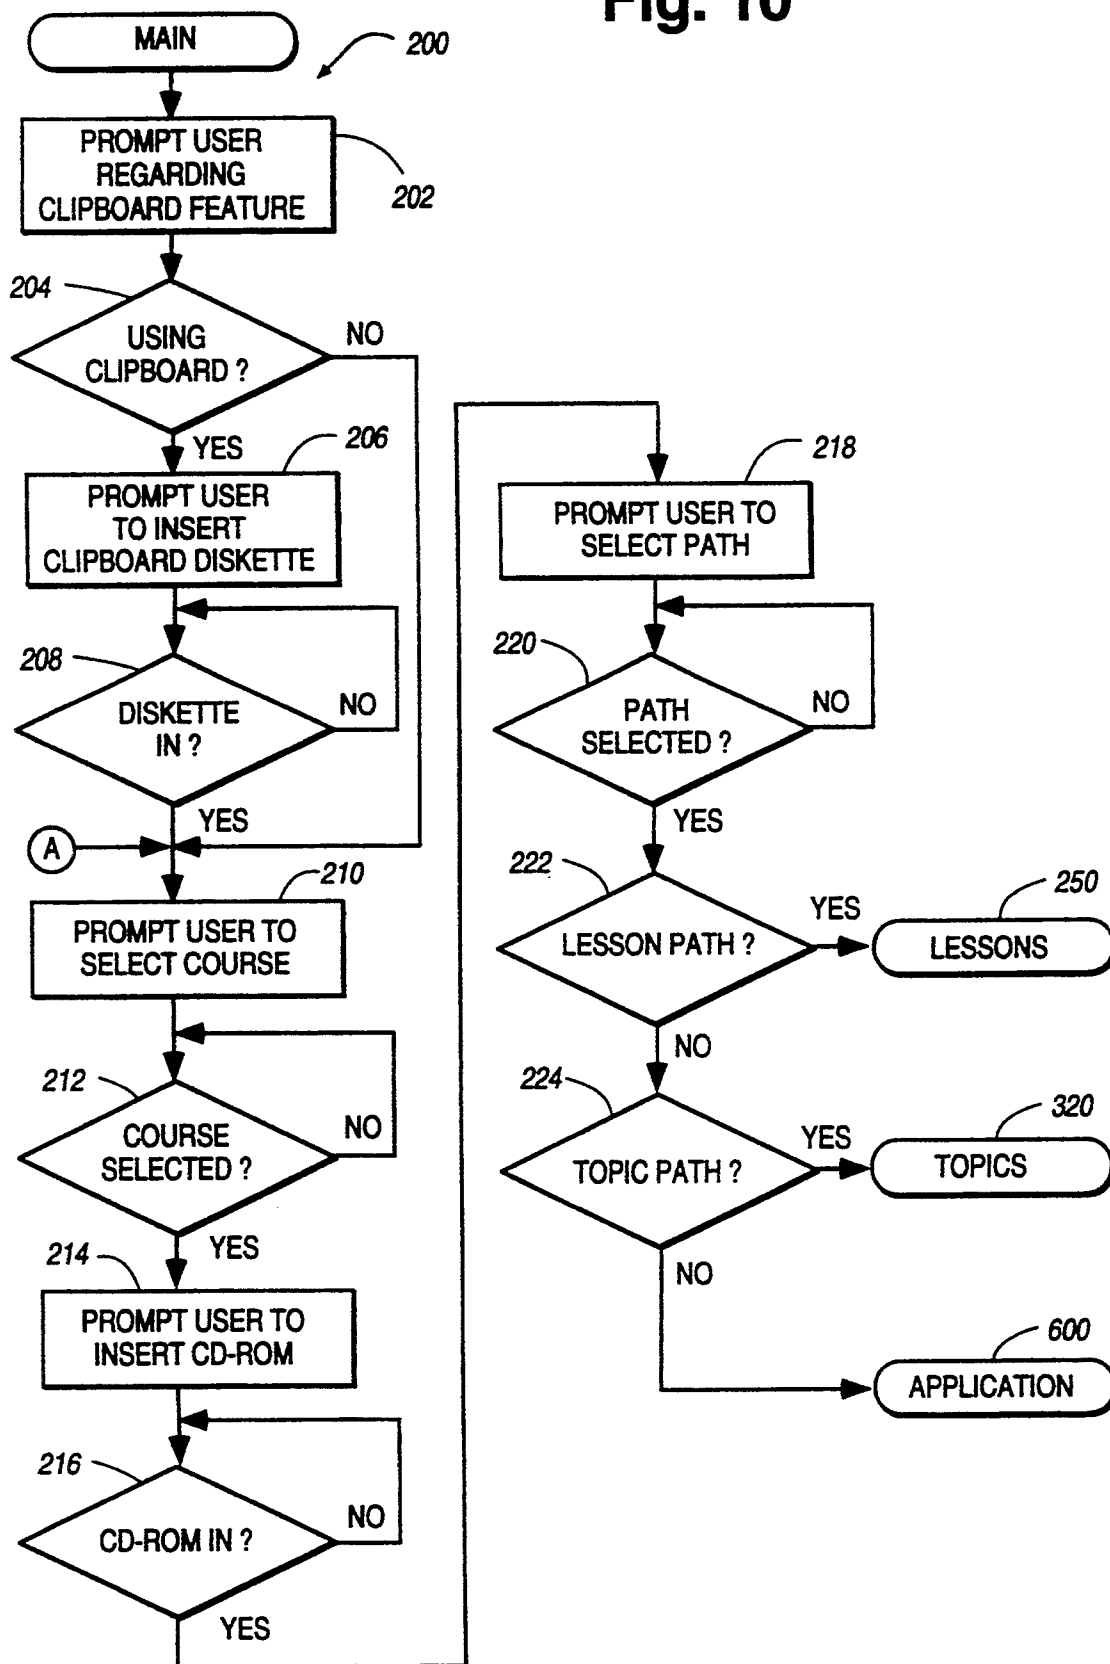 Fig. 10
MAIN
200
PROMPT USER
REGARDING
CLIPBOARD FEATURE
202
204
USING
CLIPBOARD ?
NO
YES
206
PROMPT USER
TO INSERT
CLIPBOARD DISKETTE
208
DISKETTE
IN ?
NO
YES
A
210
PROMPT USER TO
SELECT COURSE
212
COURSE
SELECTED ?
NO
YES
214
PROMPT USER TO
INSERT CD-ROM
216
CD-ROM IN ?
NO
YES
218
PROMPT USER TO
SELECT PATH
220
PATH
SELECTED ?
NO
YES
222
LESSON PATH ?
YES
250
LESSONS
NO
224
TOPIC PATH ?
YES
320
TOPICS
NO
600
APPLICATION